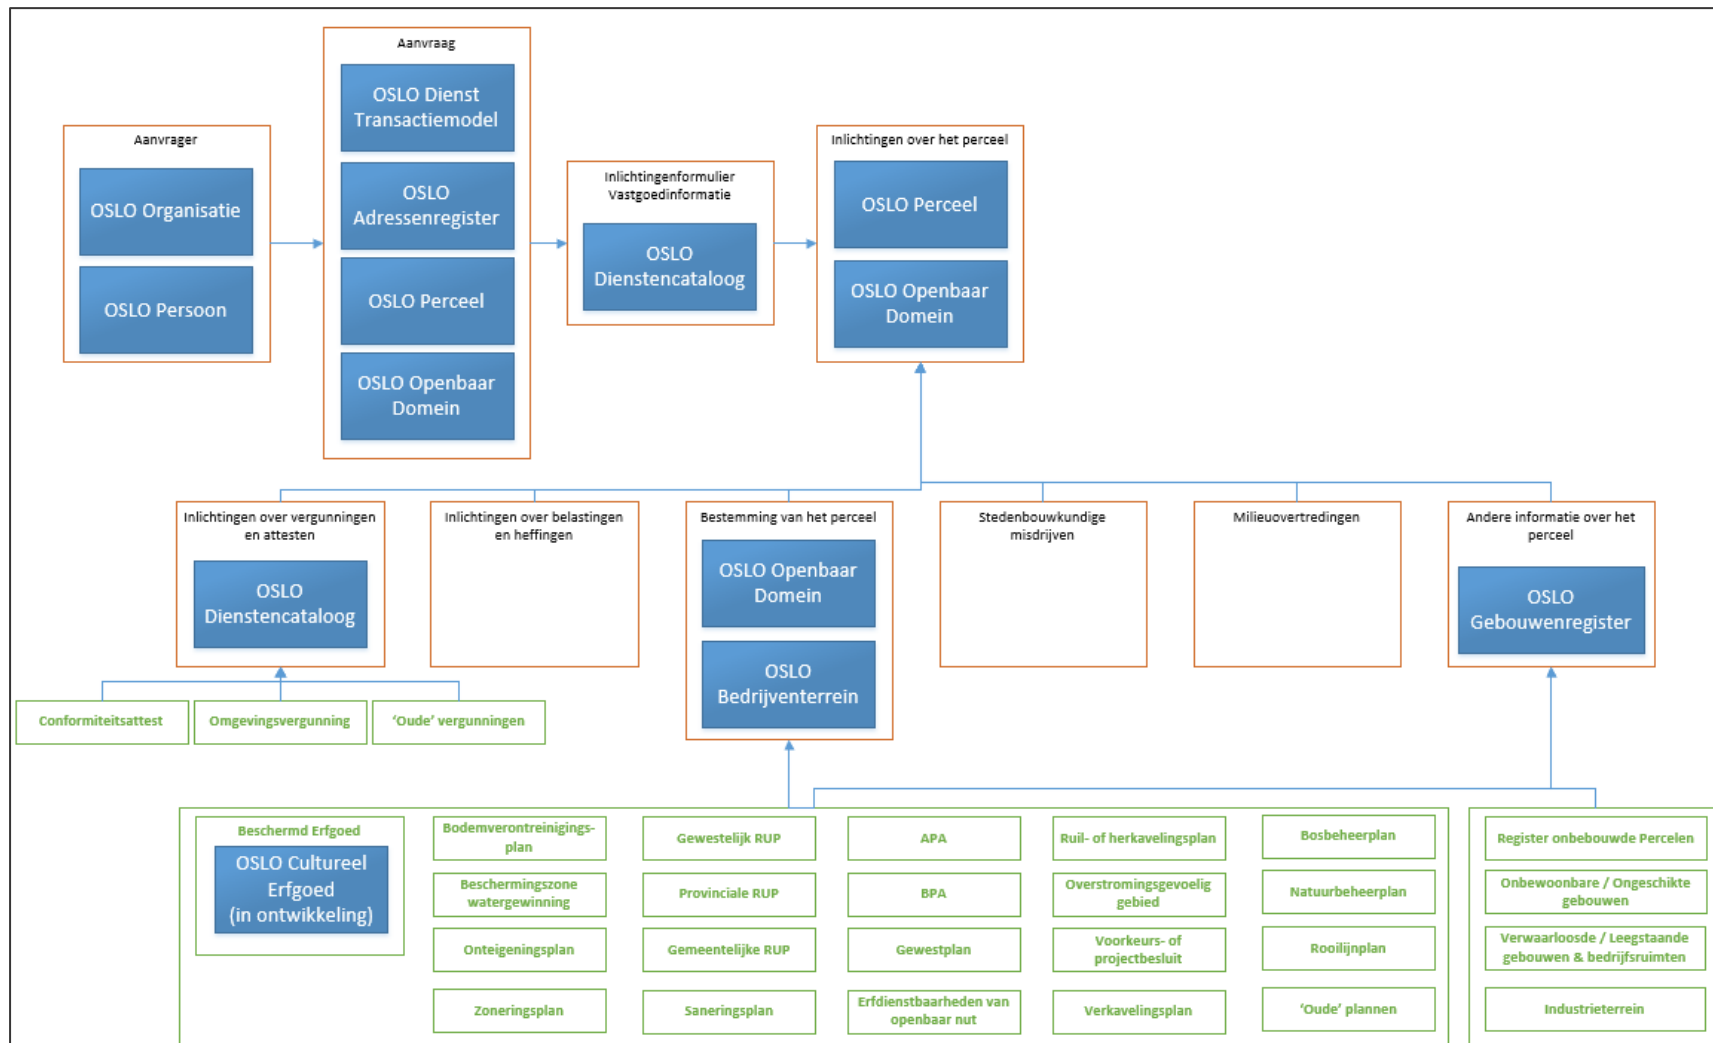 Aanvrager
OSLO Organisatie
OSLO Persoon
Aanvraag
OSLO Dienst
Transactiemodel
OSLO
Adressenregister
OSLO Perceel
OSLO Openbaar
Domein
Inlichtingenformulier
Vastgoedinformatie
OSLO
Dienstencataloog
Inlichtingen over het perceel
OSLO Perceel
OSLO Openbaar
Domein
Inlichtingen over vergunningen
en attesten
OSLO
Dienstencataloog
Inlichtingen over belastingen
en heffingen
Bestemming van het perceel
OSLO Openbaar
Domein
OSLO
Bedrijventerrein
Stedenbouwkundige
misdrijven
Milieuovertredingen
Andere informatie over het
perceel
OSLO
Gebouwenregister
Conformiteitsattest
Omgevingsvergunning
‘Oude’ vergunningen
Beschermd Erfgoed
OSLO Cultureel
Erfgoed
(in ontwikkeling)
Bodemverontreinigings-
plan
Beschermingszone
watergewinning
Onteigeningsplan
Zoneringsplan
Gewestelijk RUP
Provinciale RUP
Gemeentelijke RUP
Saneringsplan
APA
BPA
Gewestplan
Erfdienstbaarheden van
openbaar nut
Ruil- of herkavelingsplan
Overstromingsgevoelig
gebied
Voorkeurs- of
projectbesluit
Verkavelingsplan
Bosbeheerplan
Natuurbeheerplan
Rooilijnplan
‘Oude’ plannen
Register onbebouwde Percelen
Onbewoonbare / Ongeschikte
gebouwen
Verwaarloosde / Leegstaande
gebouwen & bedrijfsruimten
Industrieterrein